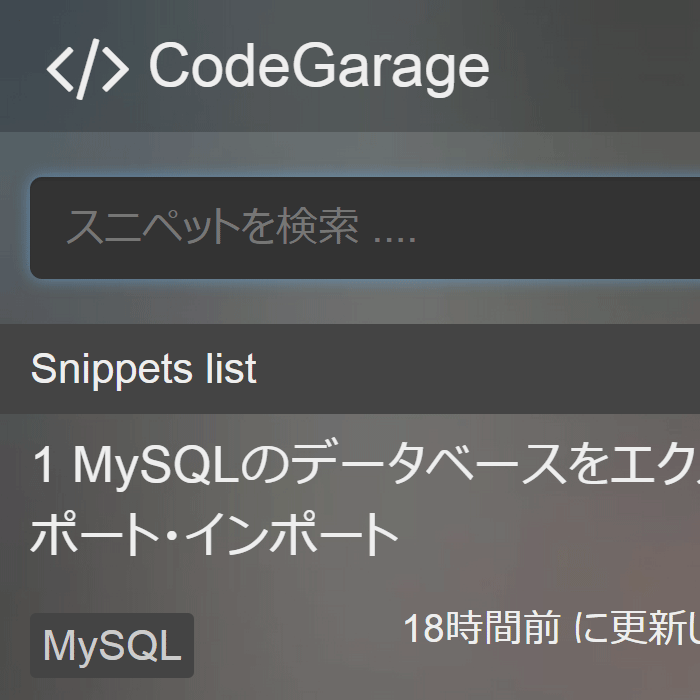 </> CodeGarage
スニペットを検索 ....
Snippets list
1 MySQLのデータベースをエク
ポート・インポート
18時間前 に更新し
MySQL